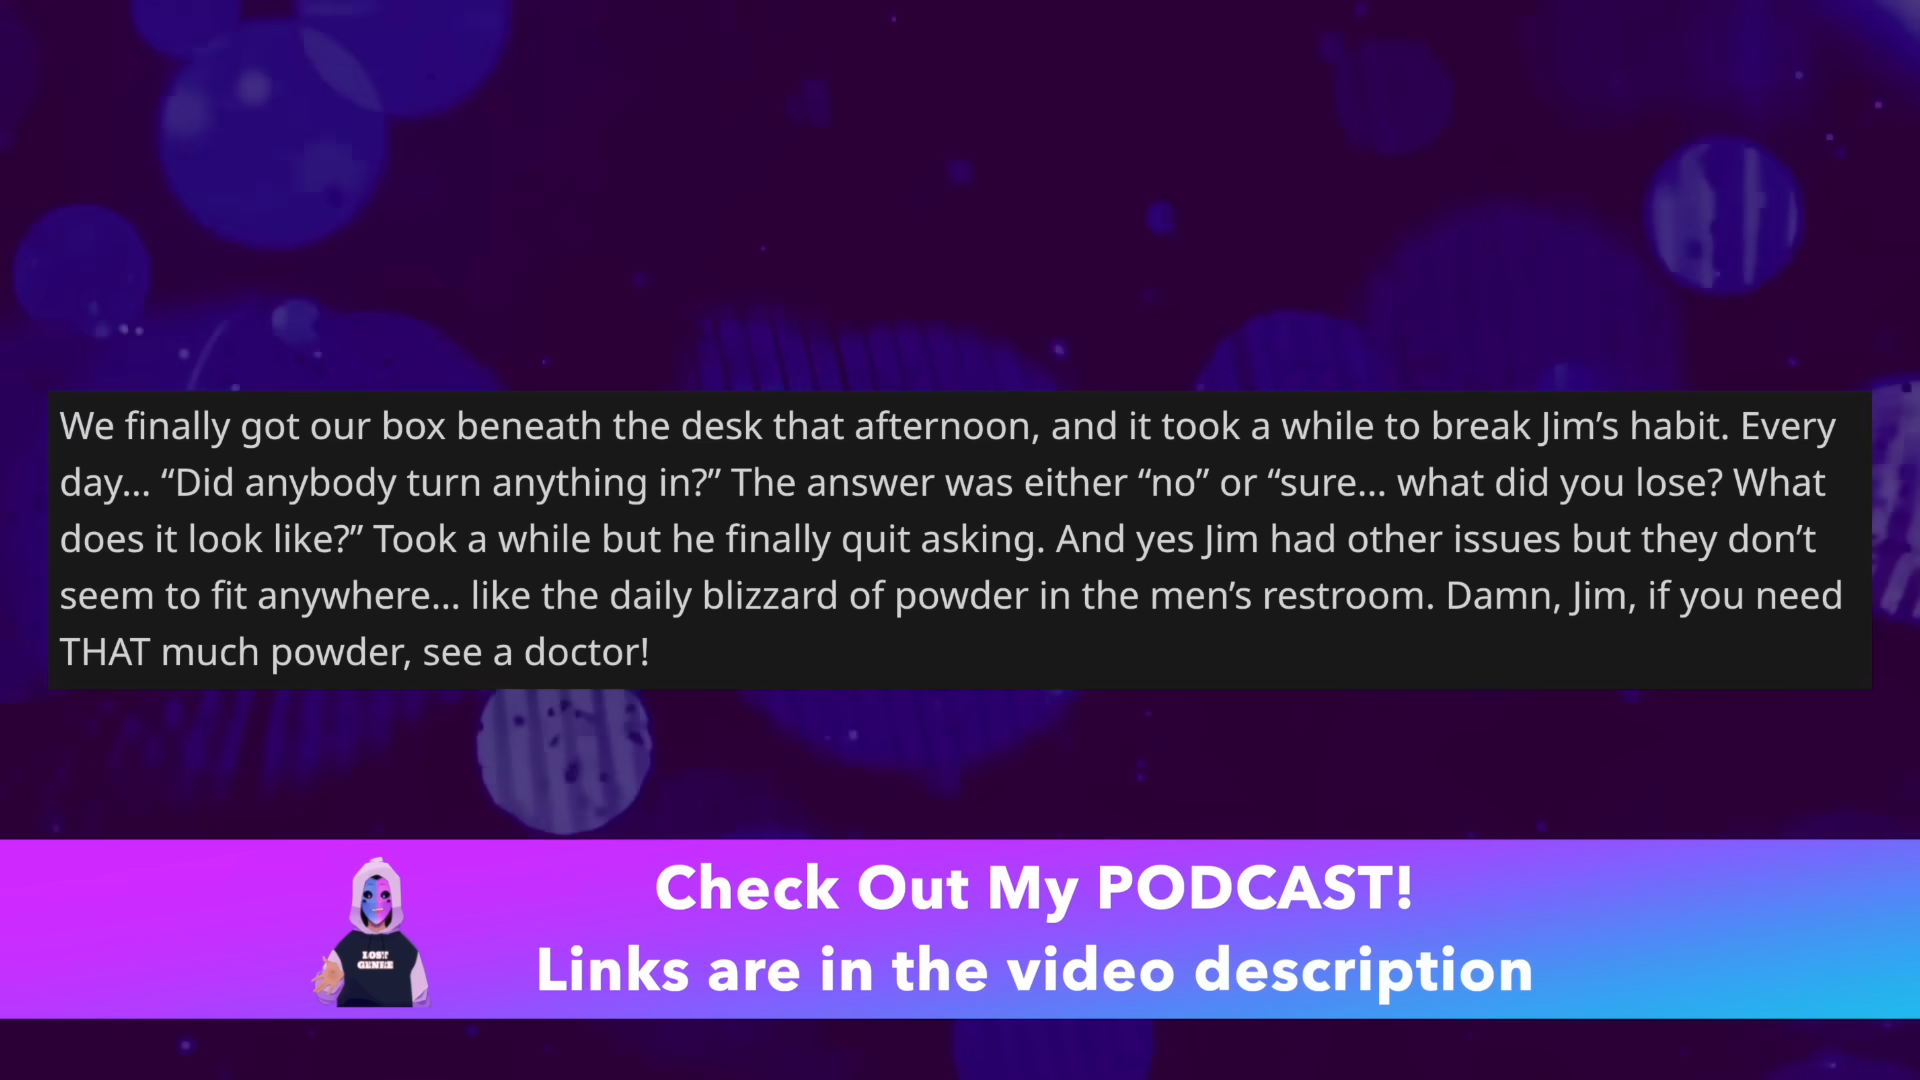 We finally got our box beneath the desk that afternoon, and it took a while to break Jim’s habit. Every
day... “Did anybody turn anything in?” The answer was either “no” or “sure... what did you lose? What
does it look like?” Took a while but he finally quit asking. And yes Jim had other issues but they don’t
seem to fit anywhere... like the daily blizzard of powder in the men’s restroom. Damn, Jim, if you need
THAT much powder, see a doctor!
Check Out My PODCAST!
LOST
GENRE
Links are in the video description